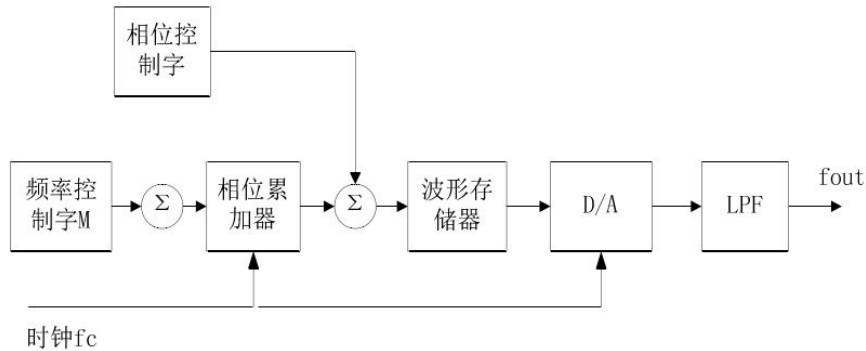 相位控
制字
频率控
制字M
Σ
相位累
加器
Σ
波形存
储器
D/A
LPF
fout
时钟fc